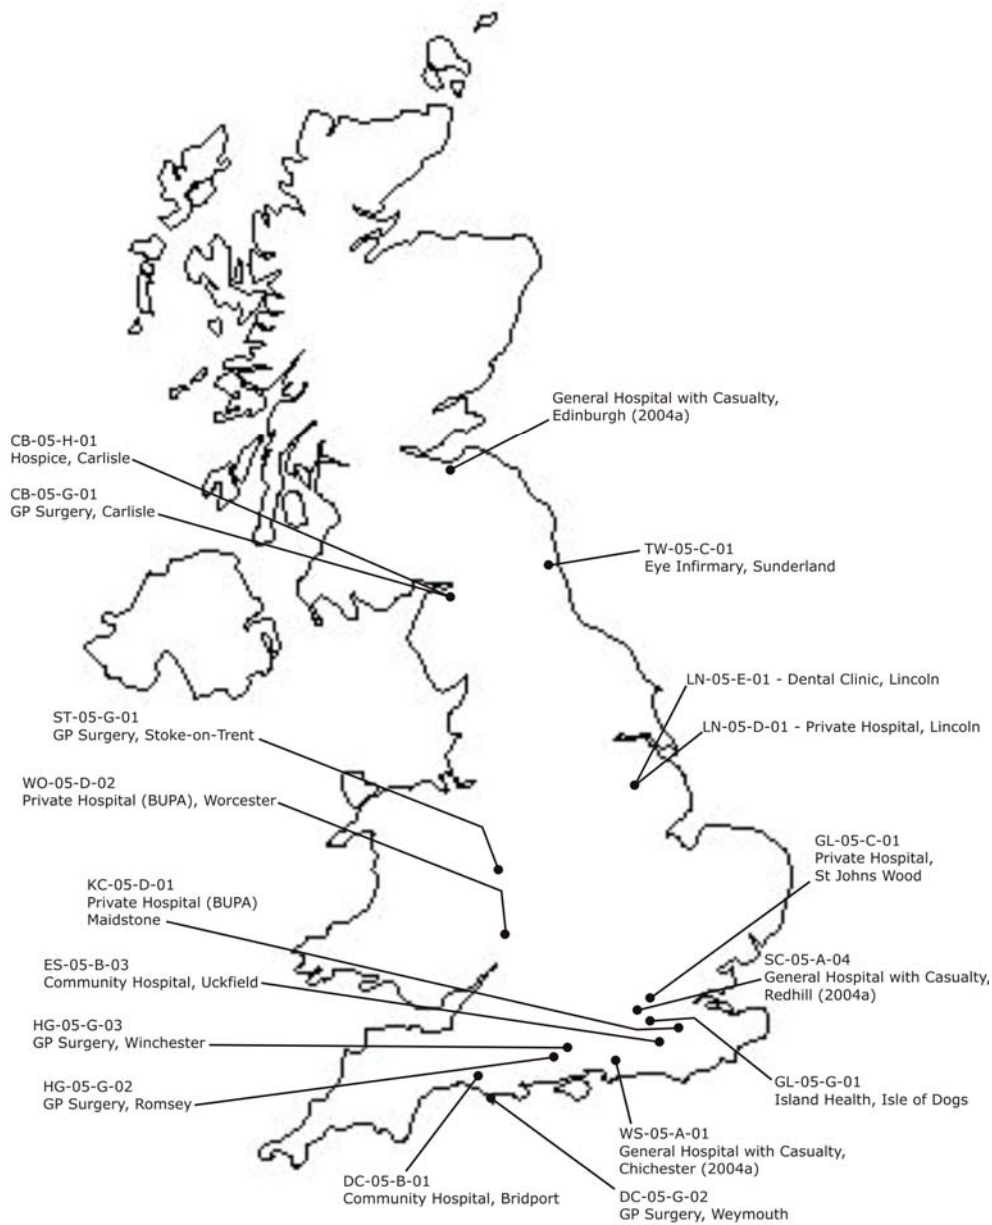 General Hospital with Casualty,
Edinburgh (2004a)
CB-05-H-01
Hospice, Carlisle
CB-05-G-01
GP Surgery, Carlisle
TW-05-C-01
Eye Infirmary, Sunderland
LN-05-E-01 - Dental Clinic, Lincoln
LN-05-D-01 - Private Hospital, Lincoln
ST-05-G-01
GP Surgery, Stoke-on-Trent
WO-05-D-02
Private Hospital (BUPA), Worcester
GL-05-C-01
Private Hospital,
St Johns Wood
KC-05-D-01
Private Hospital (BUPA)
Maidstone
SC-05-A-04
General Hospital with Casualty,
Redhill (2004a)
ES-05-B-03
Community Hospital, Uckfield
HG-05-G-03
GP Surgery, Winchester
HG-05-G-02
GP Surgery, Romsey
GL-05-G-01
Island Health, Isle of Dogs
WS-05-A-01
General Hospital with Casualty,
Chichester (2004a)
DC-05-B-01
Community Hospital, Bridport
DC-05-G-02
GP Surgery, Weymouth